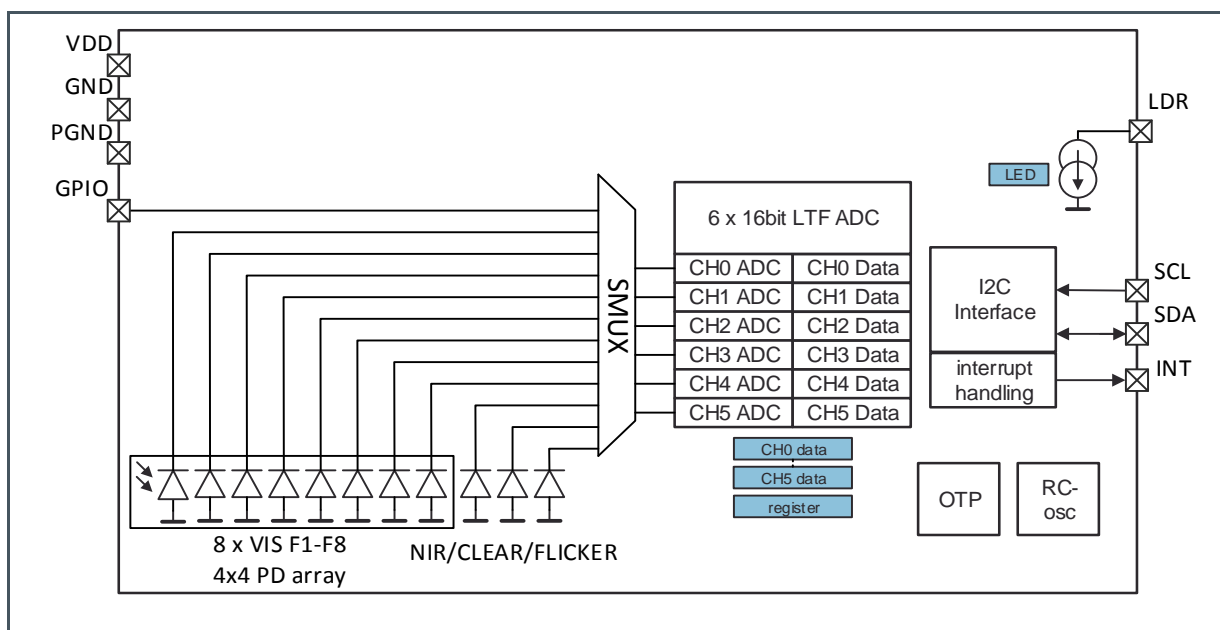 VDD
GND
PGND
GPIO
LDR
LED
SMUX
6 x 16bit LTF ADC
CH0 ADC CH0 Data
CH1 ADC CH1 Data
CH2 ADC CH2 Data
CH3 ADC CH3 Data
CH4 ADC CH4 Data
CH5 ADC CH5 Data
I2C
Interface
interrupt
handling
SCL
SDA
INT
CH0 data
CH5 data
register
OTP
RC-
osc
8 x VIS F1-F8
4x4 PD array
NIR/CLEAR/FLICKER